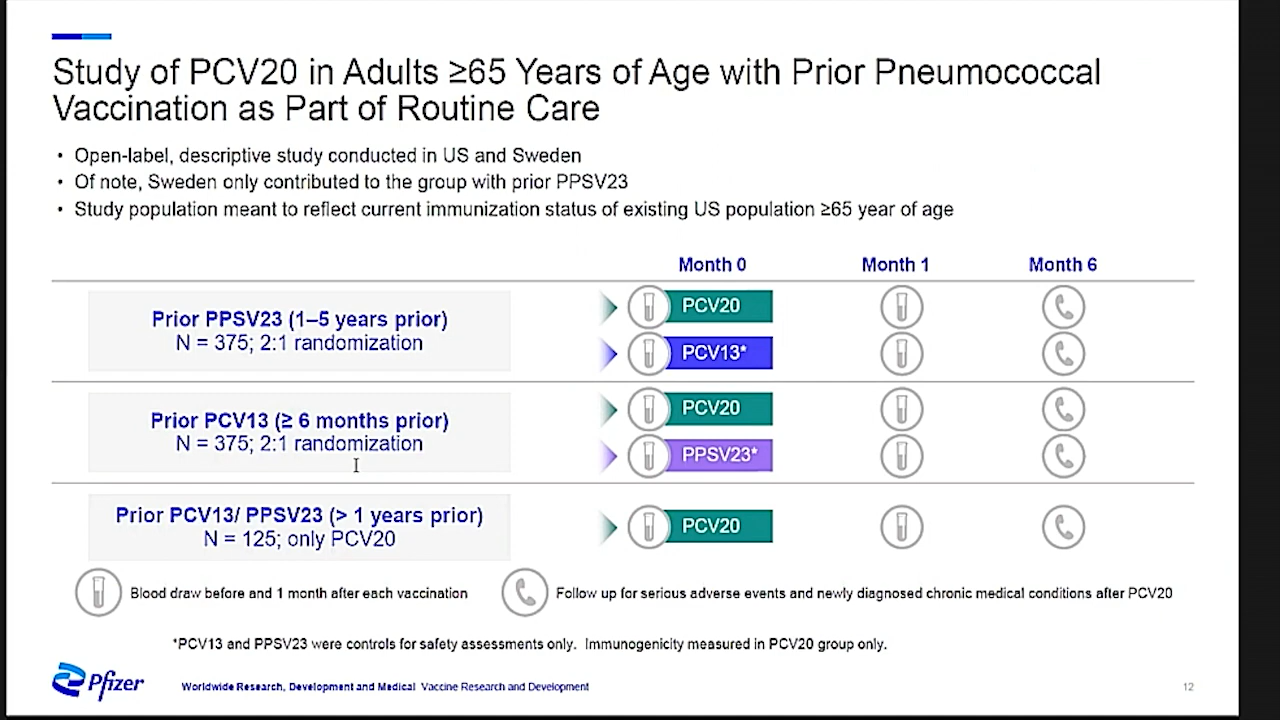 Study of PCV20 in Adults ≥65 Years of Age with Prior Pneumococcal
Vaccination as Part of Routine Care
• Open-label, descriptive study conducted in US and Sweden
• Of note, Sweden only contributed to the group with prior PPSV23
• Study population meant to reflect current immunization status of existing US population ≥65 year of age
Month 0 Month 1 Month 6
Prior PPSV23 (1–5 years prior)
N = 375; 2:1 randomization
PCV20
PCV13*
Prior PCV13 (≥ 6 months prior)
N = 375; 2:1 randomization
PCV20
PPSV23*
Prior PCV13/ PPSV23 (> 1 years prior)
N = 125; only PCV20
PCV20
Blood draw before and 1 month after each vaccination
Follow up for serious adverse events and newly diagnosed chronic medical conditions after PCV20
*PCV13 and PPSV23 were controls for safety assessments only. Immunogenicity measured in PCV20 group only.
Pfizer
Worldwide Research, Development and Medical Vaccine Research and Development
12